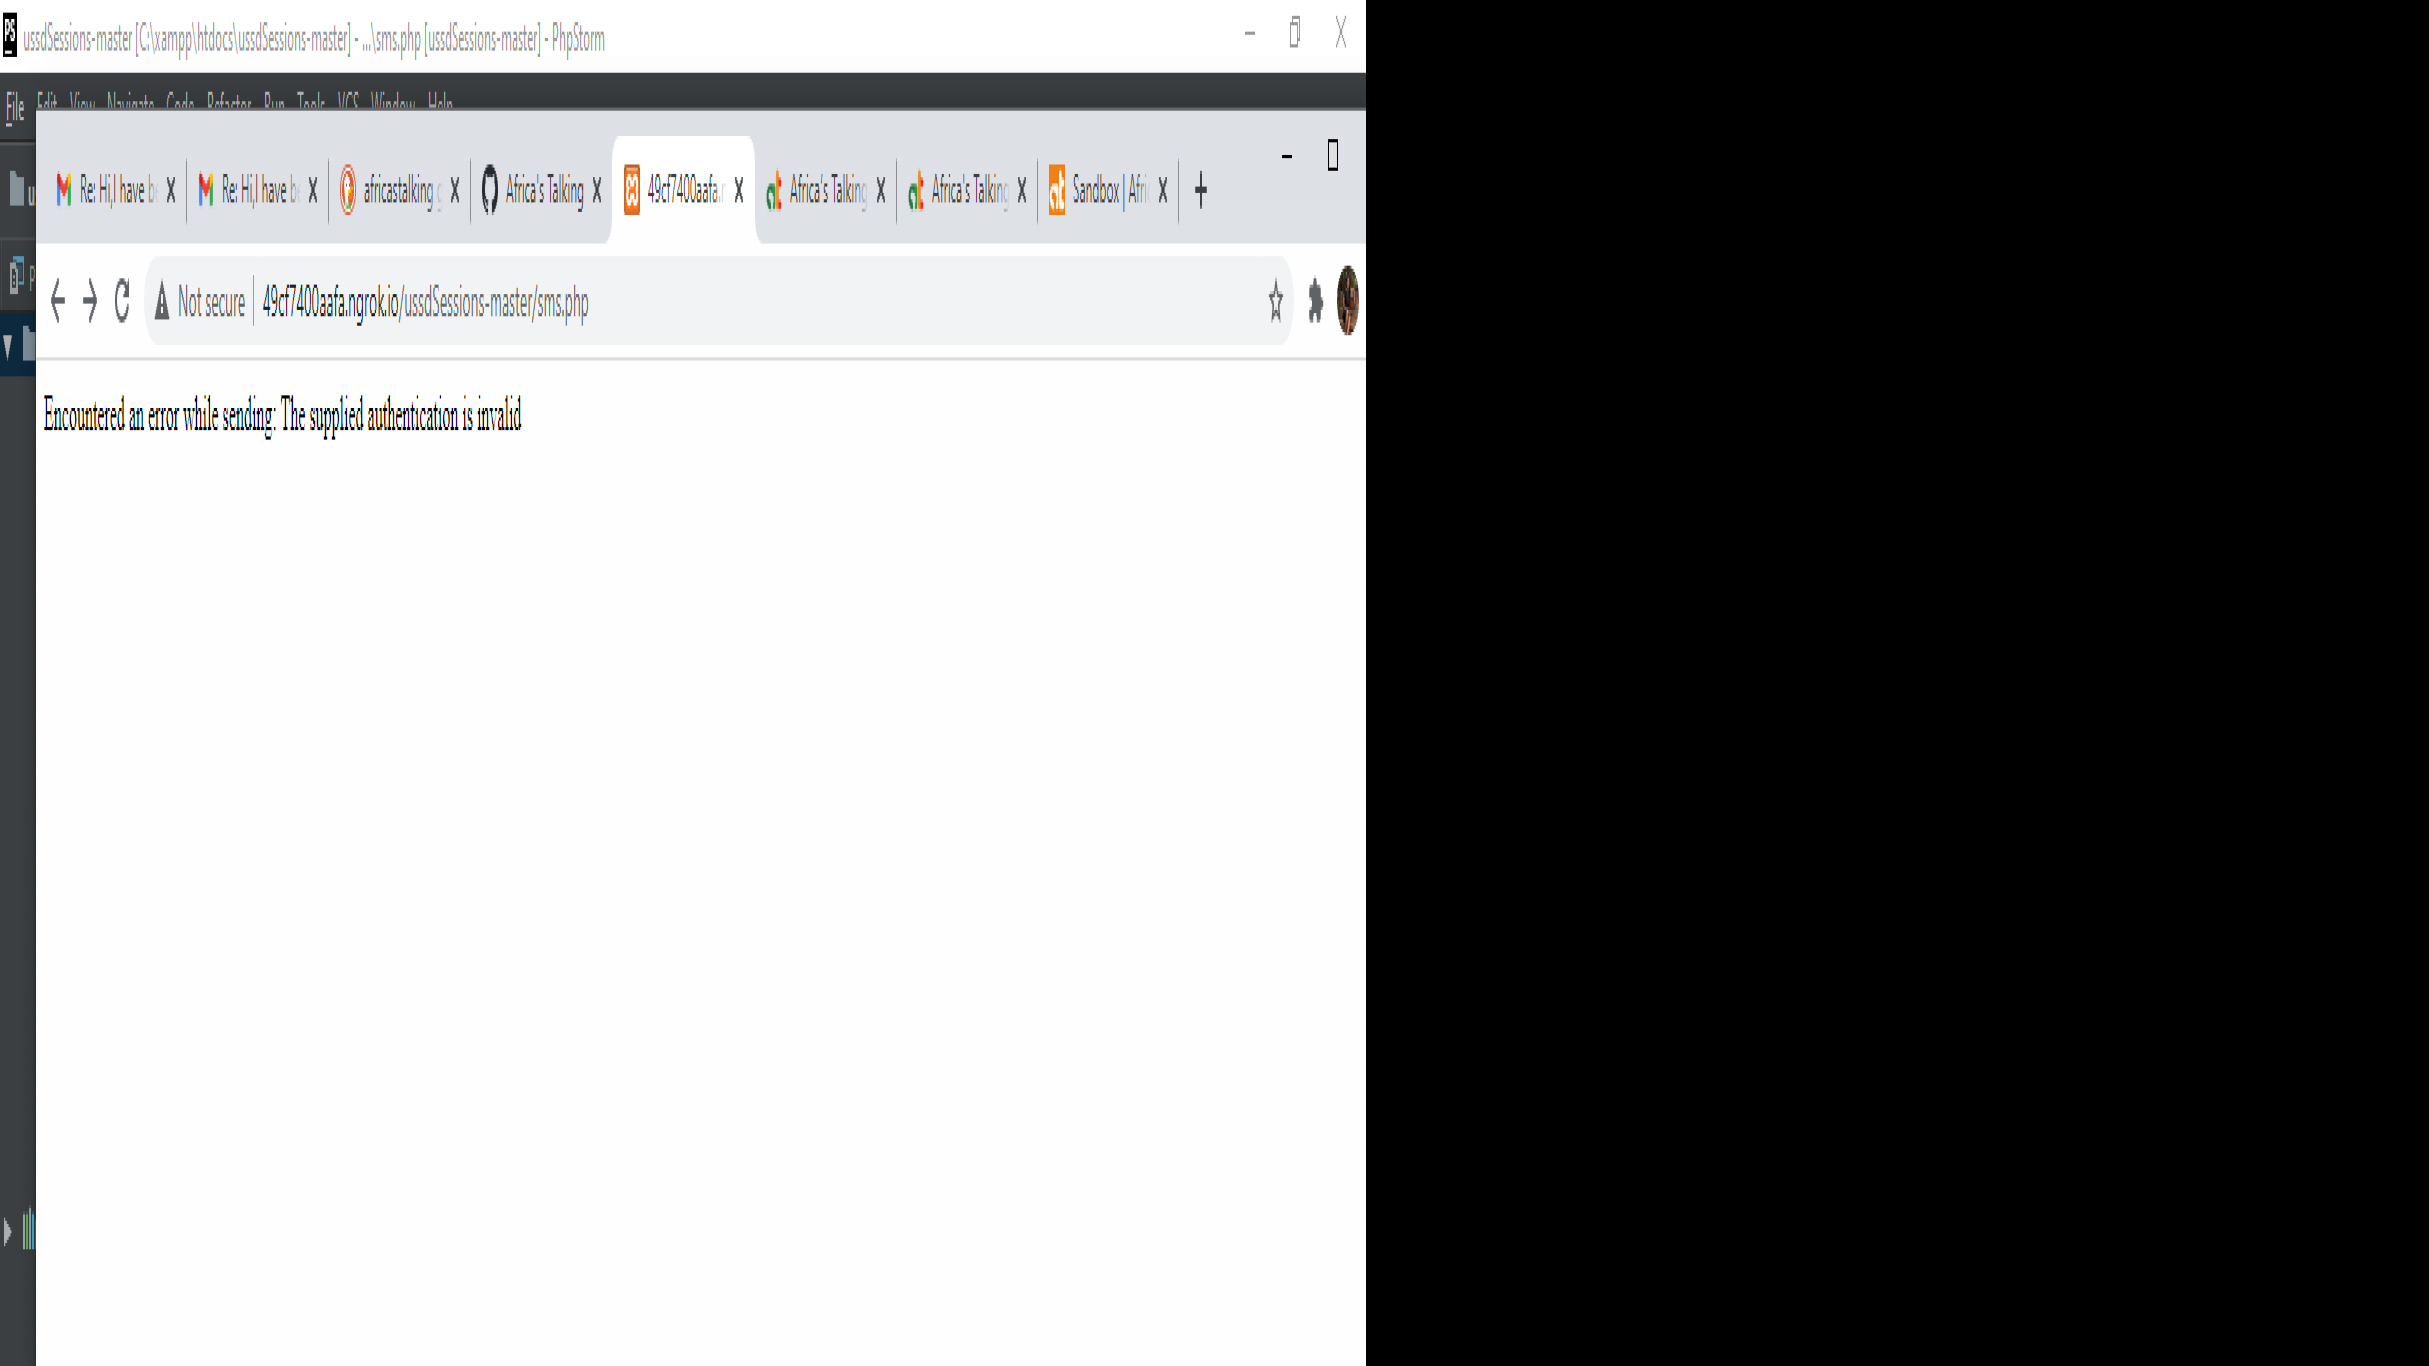 PS ussdSessions-master [C:\xampp\htdocs\ussdSessions-master] - ...\sms.php [ussdSessions-master] - PhpStorm
File Edit View Navigate Code Refactor Run Tools VCS Window Help
Re: Hi,I have be Re: Hi,I have be africastalking Africa's Talking 49cf7400aafa. Africa's Talking Africa's Talking Sandbox | Afri
Not secure 49cf7400aafa.ngrok.io/ussdSessions-master/sms.php
Encountered an error while sending: The supplied authentication is invalid